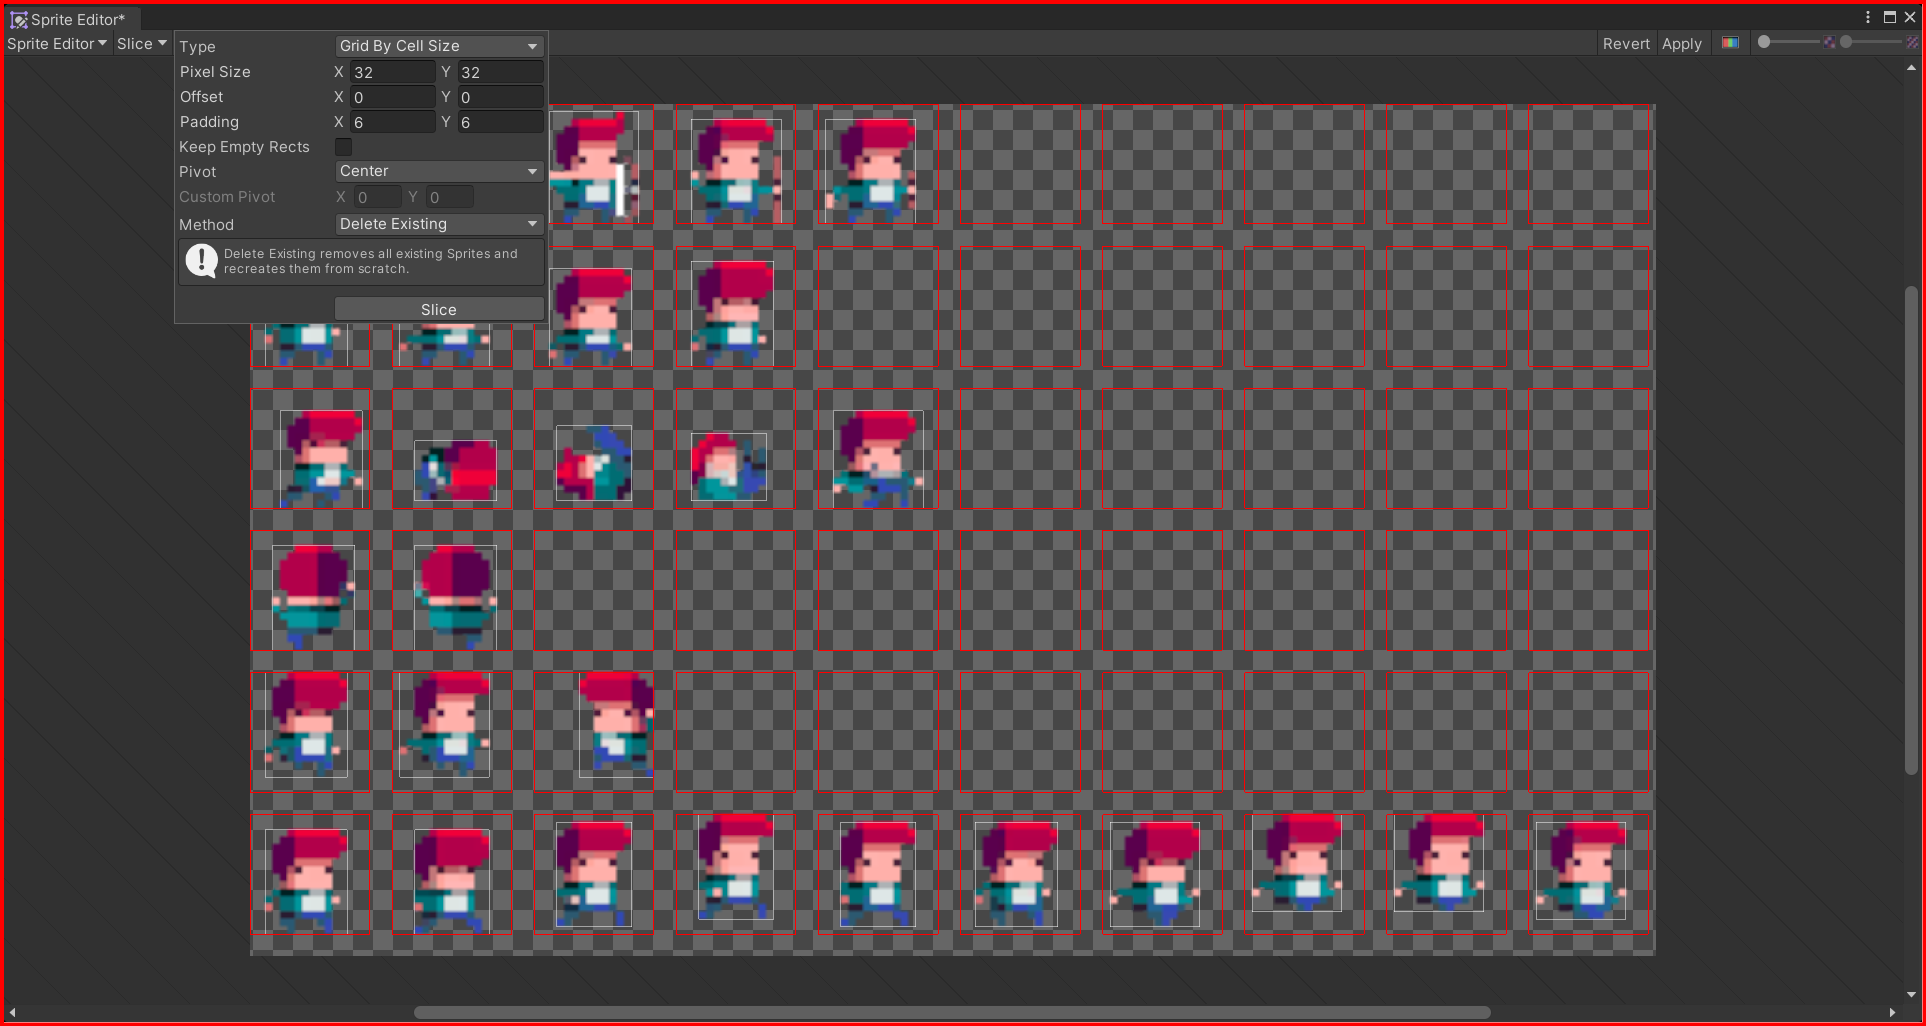 Sprite Editor*
Sprite Editor Slice Revert Apply
Type Grid By Cell Size
Pixel Size X 32 Y 32
Offset X 0 Y 0
Padding X 6 Y 6
Keep Empty Rects
Pivot Center
Custom Pivot X 0 Y 0
Method Delete Existing
Delete Existing removes all existing Sprites and
recreates them from scratch.
Slice